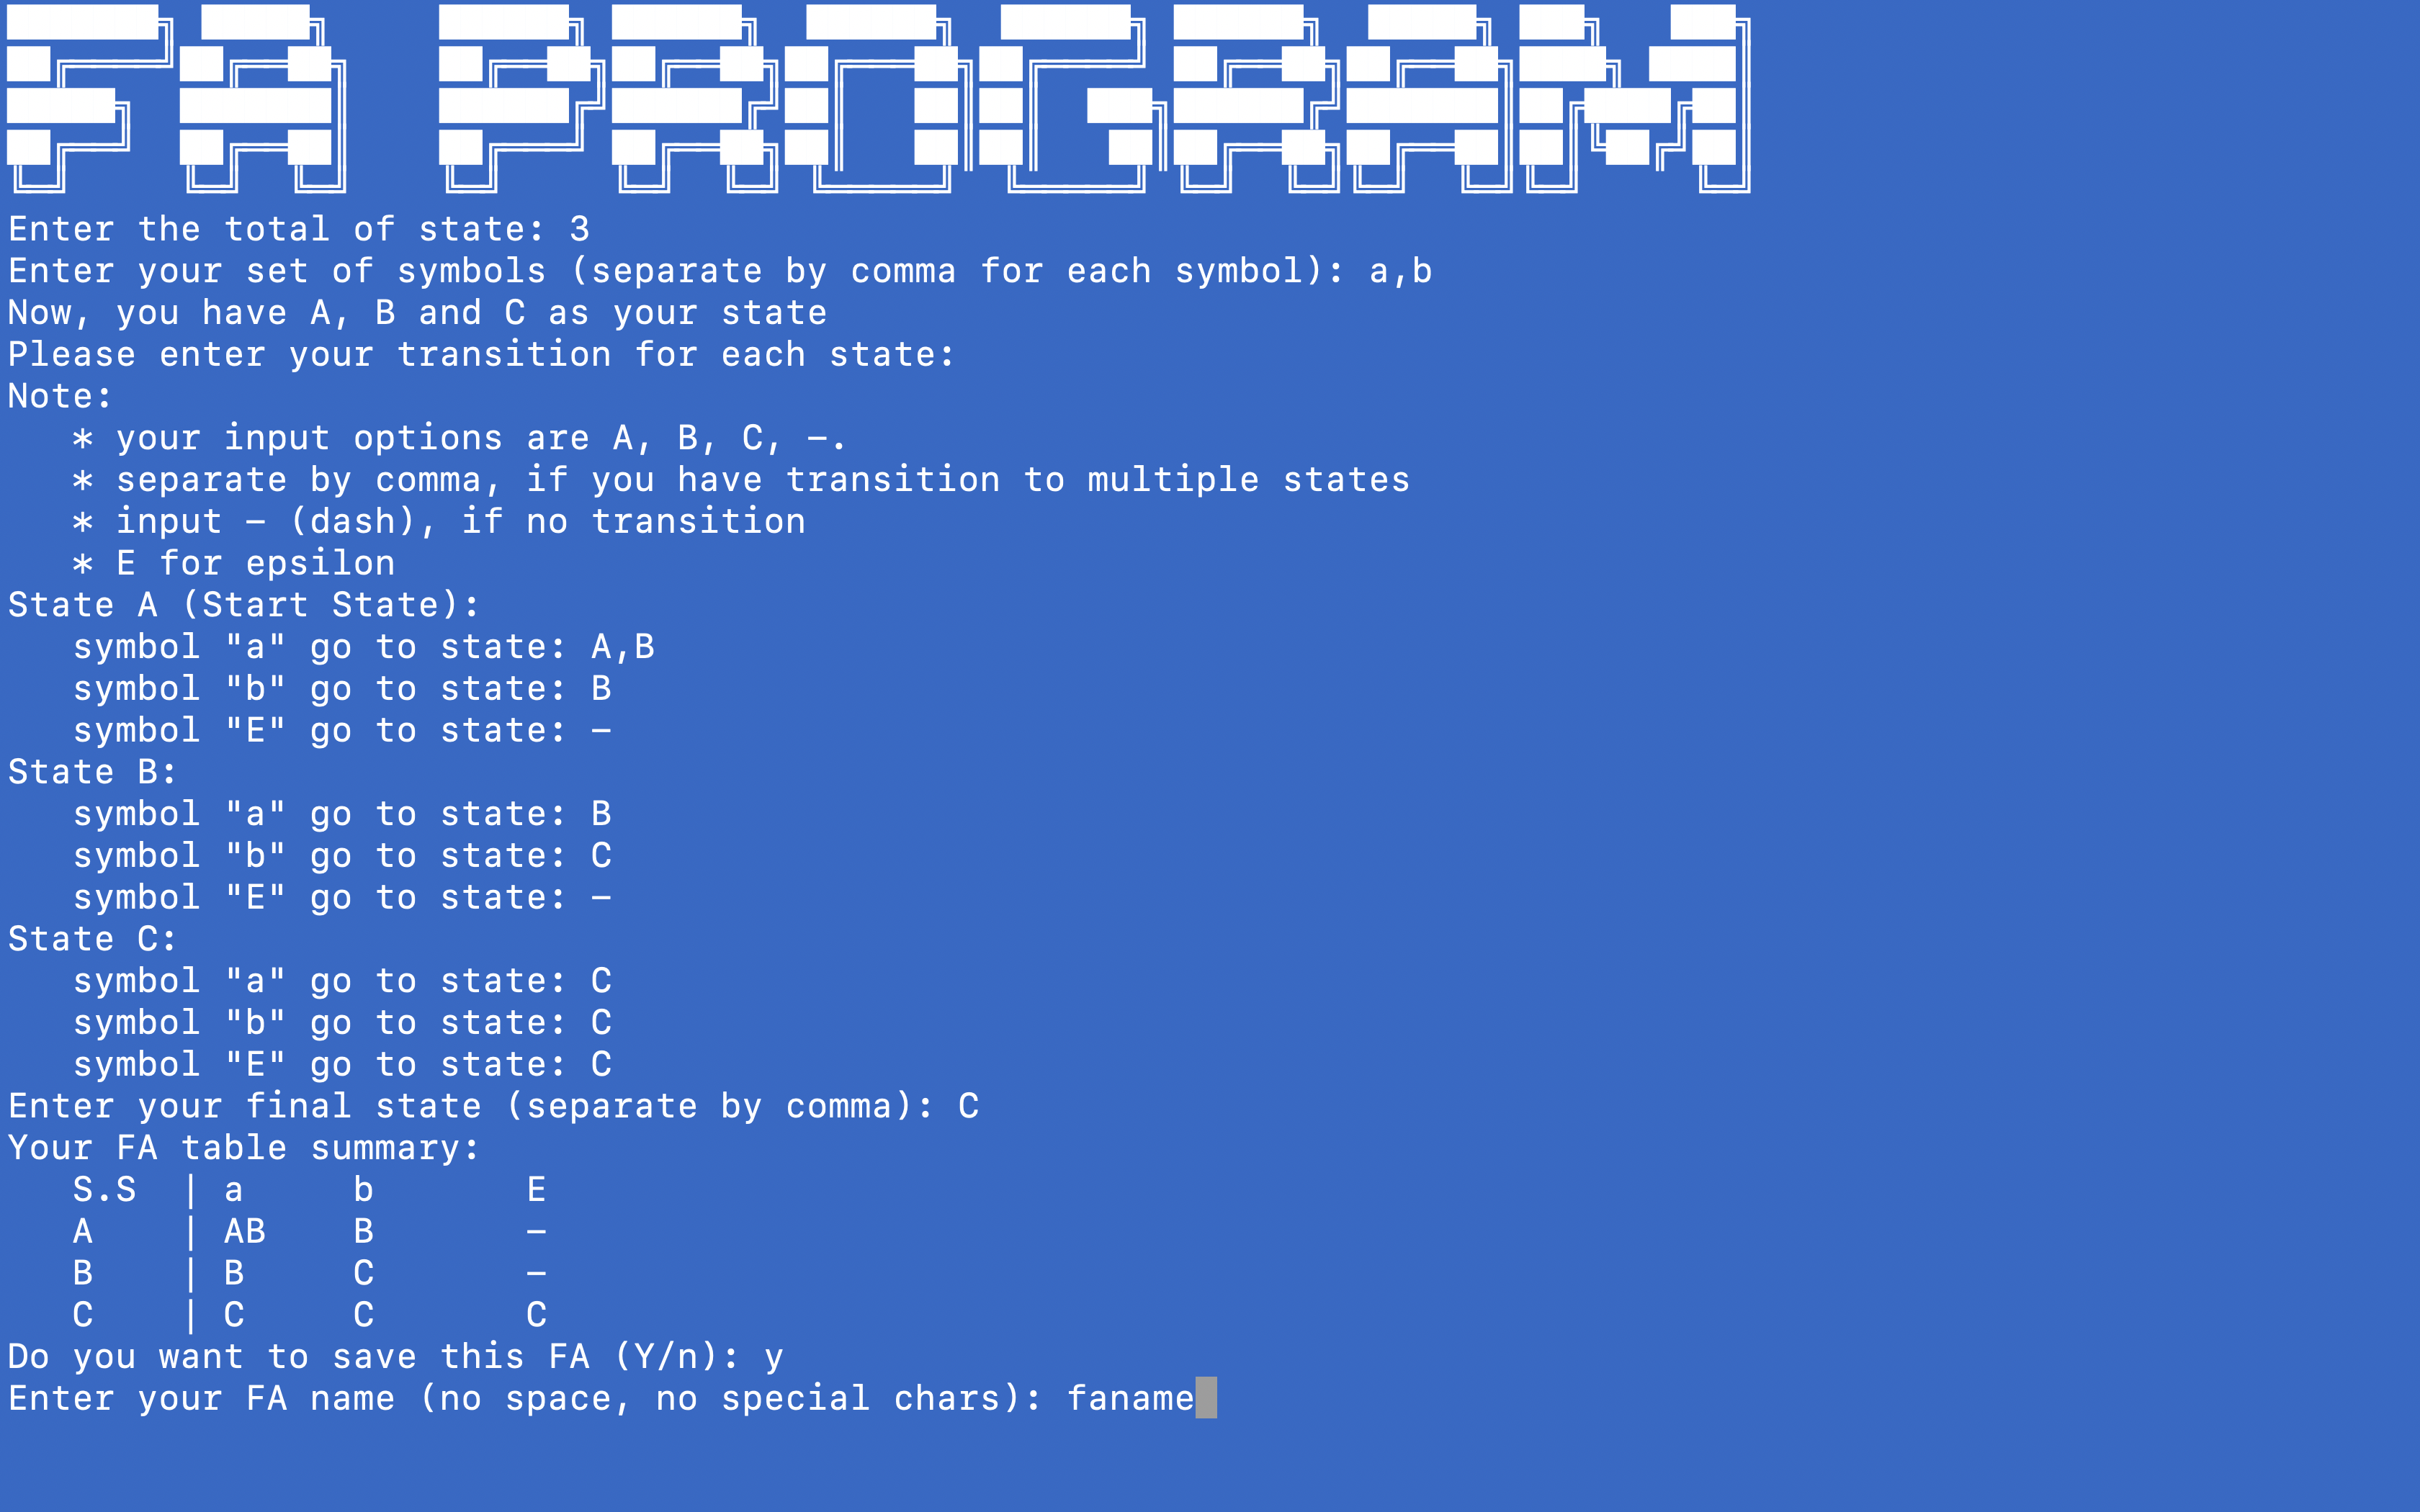 FA PROGRAM
Enter the total of state: 3
Enter your set of symbols (separate by comma for each symbol): a,b
Now, you have A, B and C as your state
Please enter your transition for each state:
Note:
* your input options are A, B, C, –.
* separate by comma, if you have transition to multiple states
* input – (dash), if no transition
* E for epsilon
State A (Start State):
symbol "a" go to state: A,B
symbol "b" go to state: B
symbol "E" go to state: –
State B:
symbol "a" go to state: B
symbol "b" go to state: C
symbol "E" go to state: –
State C:
symbol "a" go to state: C
symbol "b" go to state: C
symbol "E" go to state: C
Enter your final state (separate by comma): C
Your FA table summary:
S.S | a b E
A | AB B –
B | B C –
C | C C C
Do you want to save this FA (Y/n): y
Enter your FA name (no space, no special chars): faname